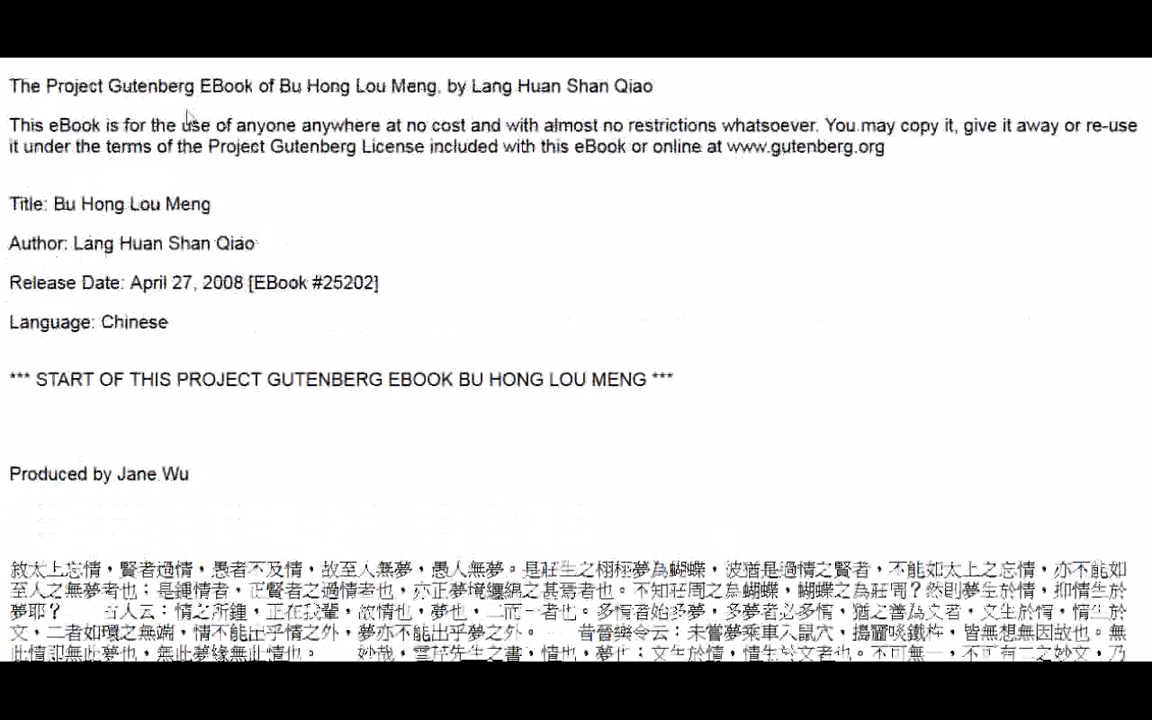 The Project Gutenberg EBook of Bu Hong Lou Meng, by Lang Huan Shan Qiao
This eBook is for the use of anyone anywhere at no cost and with almost no restrictions whatsoever. You may copy it, give it away or re-use
it under the terms of the Project Gutenberg License included with this eBook or online at www.gutenberg.org
Title: Bu Hong Lou Meng
Author: Lang Huan Shan Qiao
Release Date: April 27, 2008 [EBook #25202]
Language: Chinese
*** START OF THIS PROJECT GUTENBERG EBOOK BU HONG LOU MENG ***
Produced by Jane Wu
敘太上忘情，賢者過情，愚者不及情，故至人無夢，愚人無夢。是莊生之栩栩夢為蝴蝶，彼猶是過情之賢者，不能如太上之忘情，亦不能如
至人之無夢者也；是鍾情者，正賢者之過情者也，亦正夢境纏綿之甚焉者也。不知莊周之為蝴蝶，蝴蝶之為莊周？然則夢生於情，抑情生於
夢耶？ 古人云：情之所鍾，正在我輩，故情也，夢也，二而一者也。多情者始多夢，多夢者必多情，猶之善為文者，文生於情，情生於
文，二者如環之無端，情不能出乎情之外，夢亦不能出乎夢之外。 昔晉樂令云：未嘗夢乘車入鼠穴，搗虀啖鐵杵，皆無想無因故也。無
此情即無此夢也，無此夢緣無此情也。 妙哉，雪芹先生之書，情也，夢也；文生於情，情生於文者也。不可無一，不可有二之妙文，乃